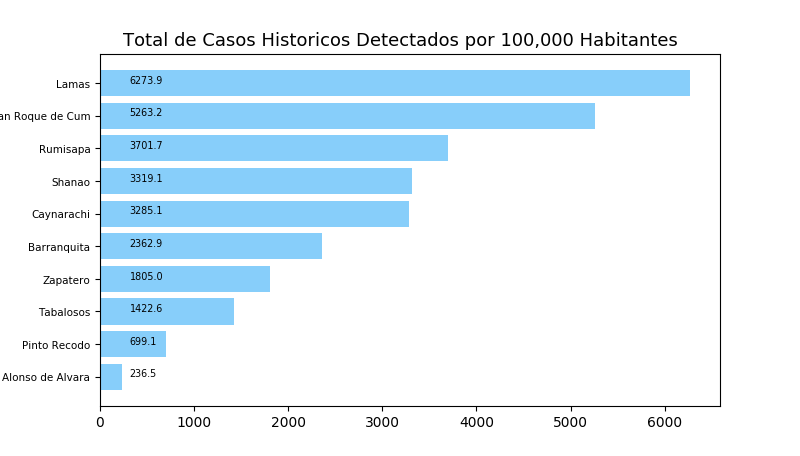 Total de Casos Historicos Detectados por 100,000 Habitantes
Lamas 6273.9
an Roque de Cum 5263.2
Rumisapa 3701.7
Shanao 3319.1
Caynarachi 3285.1
Barranquita 2362.9
Zapatero 1805.0
Tabalosos 1422.6
Pinto Recodo 699.1
Alonso de Alvara 236.5
0 1000 2000 3000 4000 5000 6000